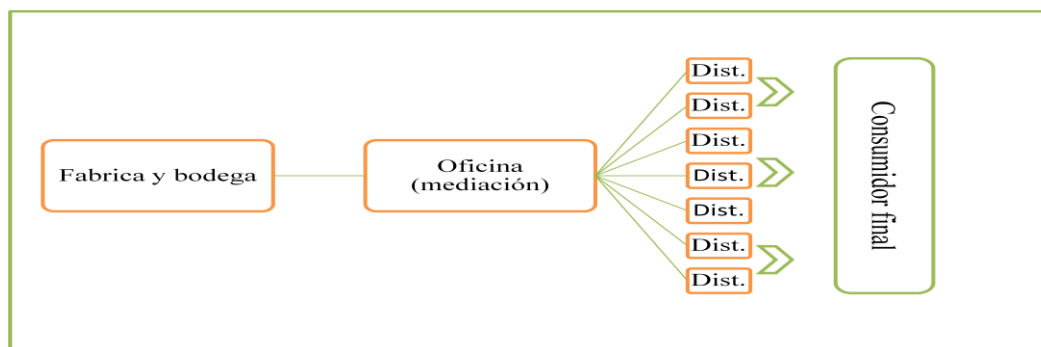 Fabrica y bodega
Oficina
(mediación)
Dist.
Dist.
Dist.
Dist.
Dist.
Dist.
Dist.
Consumidor final